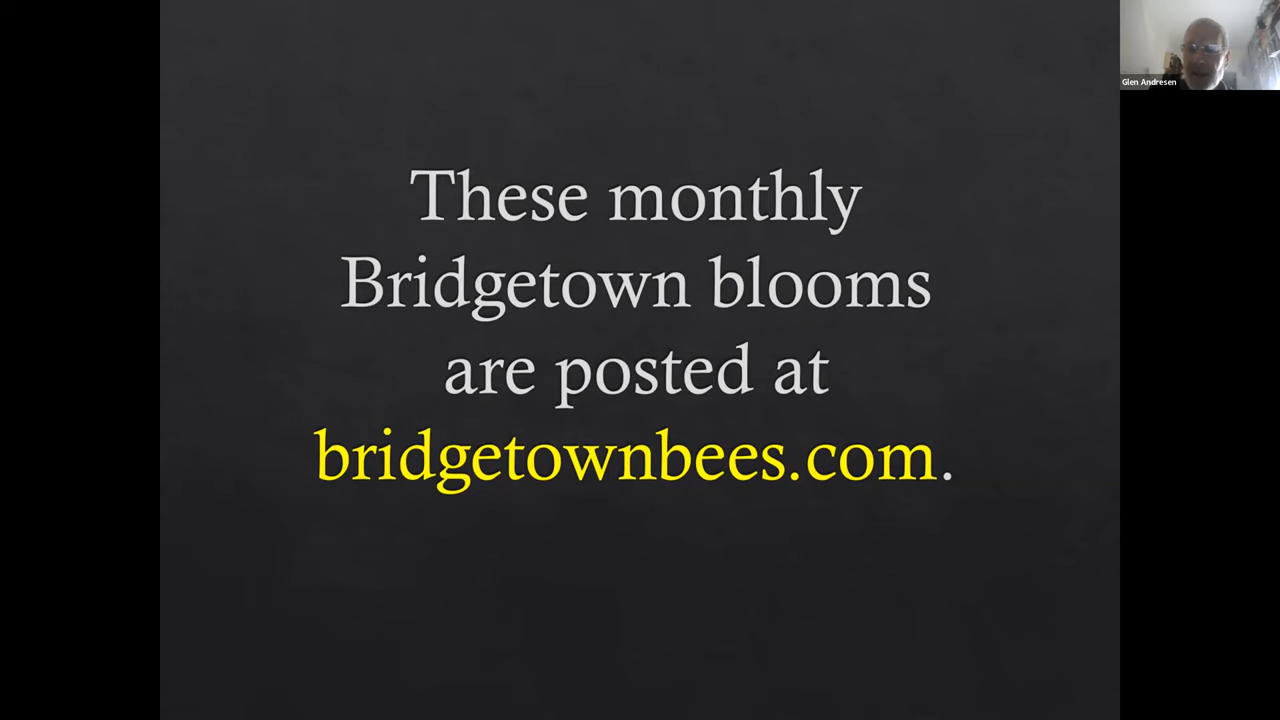 Glen Andresen
These monthly
Bridgetown blooms
are posted at
bridgetownbees.com.